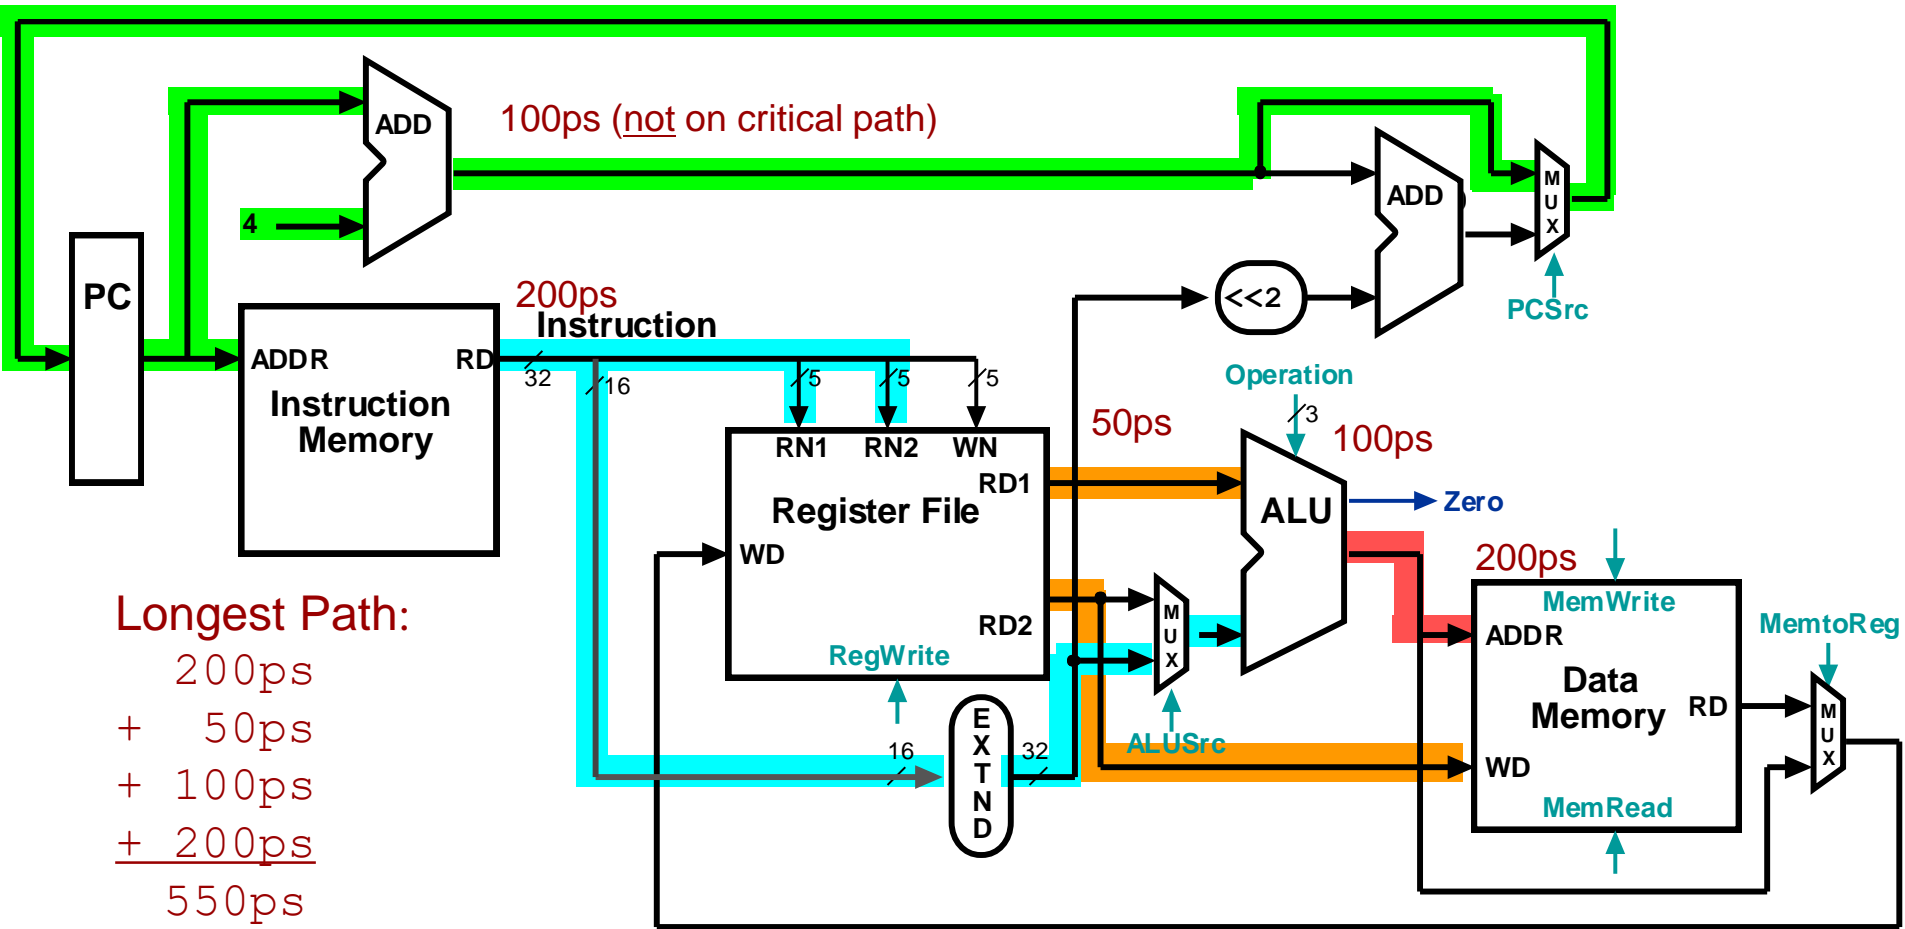 ADD
100ps (not on critical path)
4
PC
ADD
M
U
X
PCSrc
<<2
200ps
Instruction
ADDR
RD
32
16
5
5
5
Instruction
Memory
Operation
3
50ps
100ps
RN1
RN2
WN
RD1
Register File
WD
RD2
RegWrite
ALU
Zero
M
U
X
ALUSrc
200ps
MemWrite
ADDR
Data
Memory
RD
WD
MemRead
MemtoReg
M
U
X
E
X
T
N
D
16
32
Longest Path:
200ps
+ 50ps
+ 100ps
+ 200ps
550ps